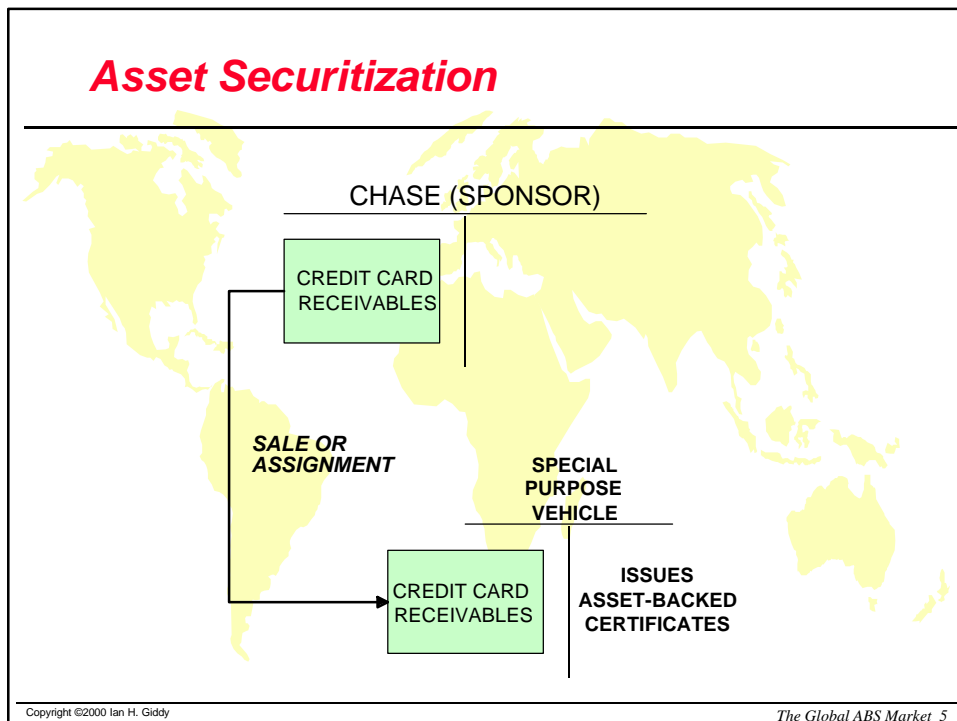 Asset Securitization
CHASE (SPONSOR)
CREDIT CARD
RECEIVABLES
SALE OR
ASSIGNMENT
SPECIAL
PURPOSE
VEHICLE
CREDIT CARD
RECEIVABLES
ISSUES
ASSET-BACKED
CERTIFICATES
Copyright ©2000 Ian H. Giddy
The Global ABS Market 5